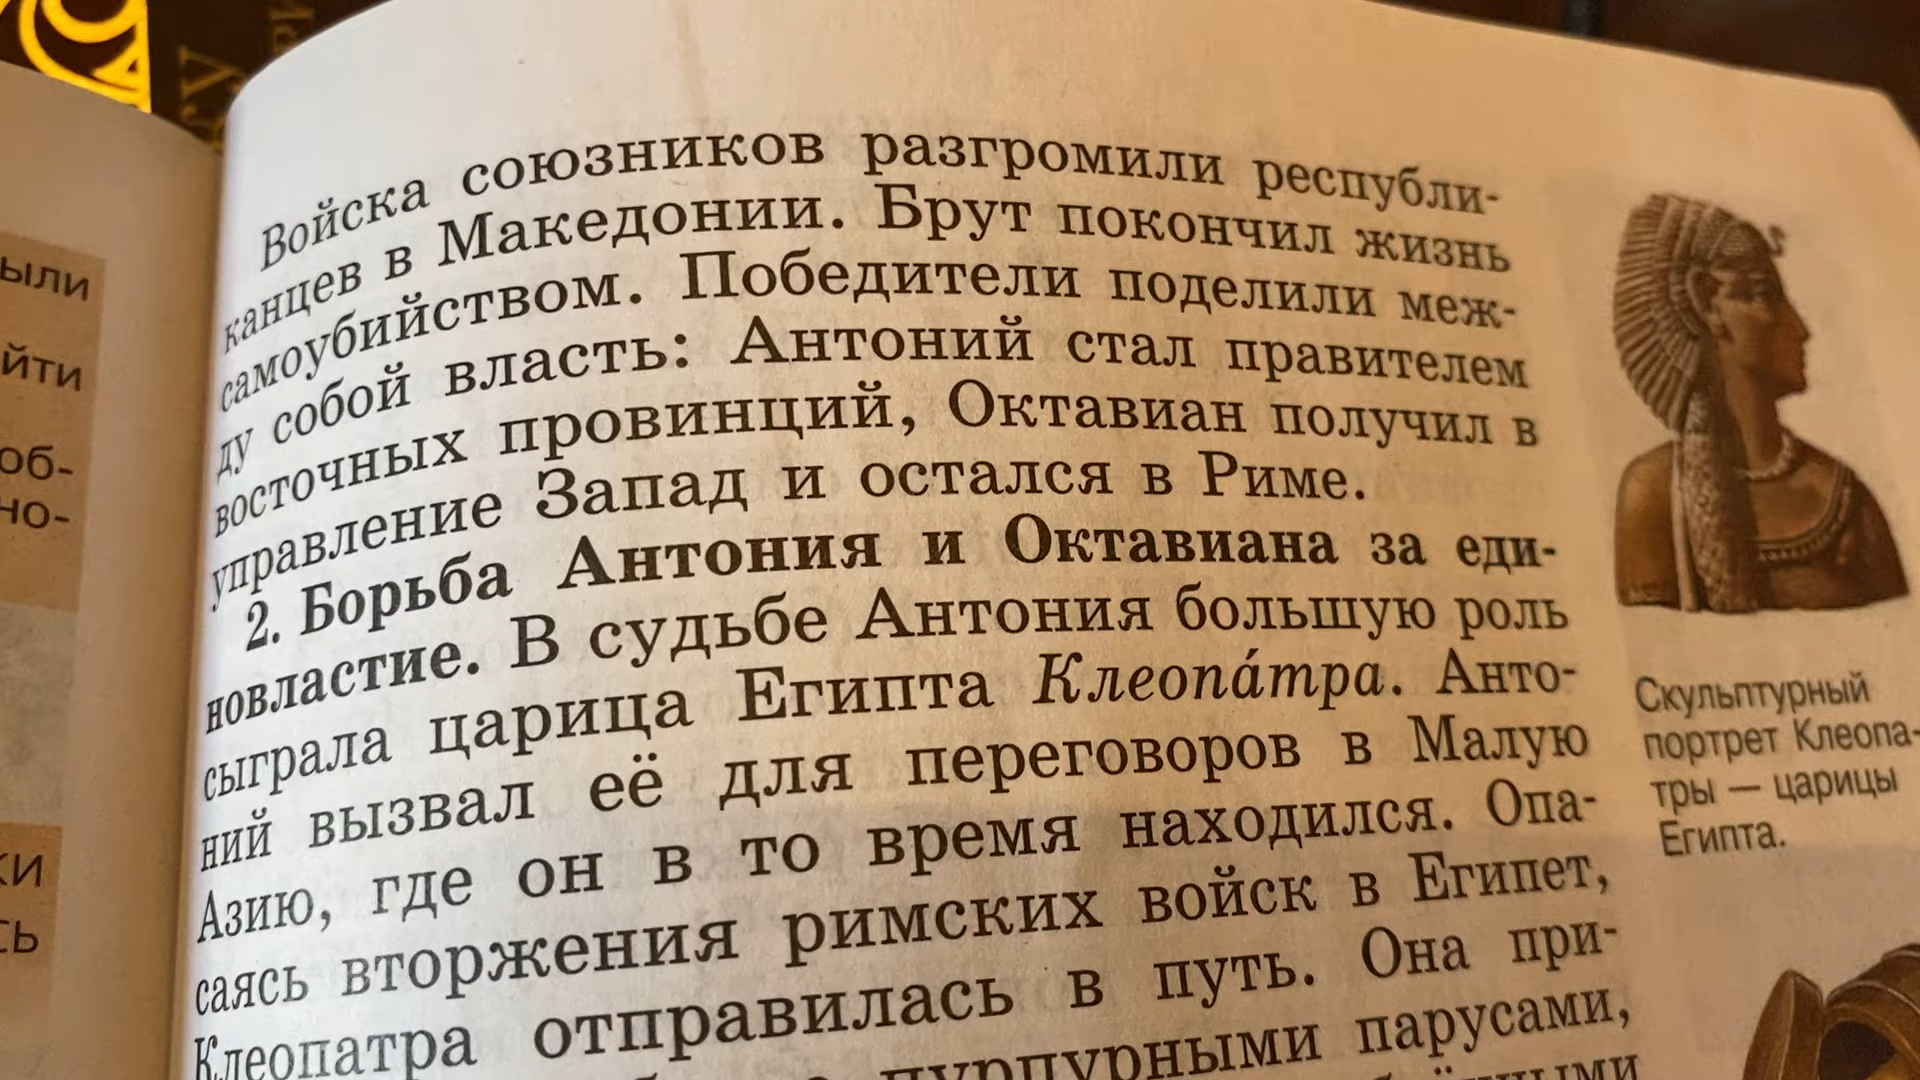 ыли
йти
об-
но-
ки
сь
Войска союзников разгромили республи-
канцев в Македонии. Брут покончил жизнь
самоубийством. Победители поделили меж-
ду собой власть: Антоний стал правителем
восточных провинций, Октавиан получил в
управление Запад и остался в Риме.
2. Борьба Антония и Октавиана за еди-
новластие. В судьбе Антония большую роль
сыграла царица Египта Клеопа́тра. Анто-
ний вызвал её для переговоров в Малую
Азию, где он в то время находился. Опа-
саясь вторжения римских войск в Египет,
Клеопатра отправилась в путь. Она при-
пурпурными парусами,
Скульптурный
портрет Клеопа-
тры — царицы
Египта.